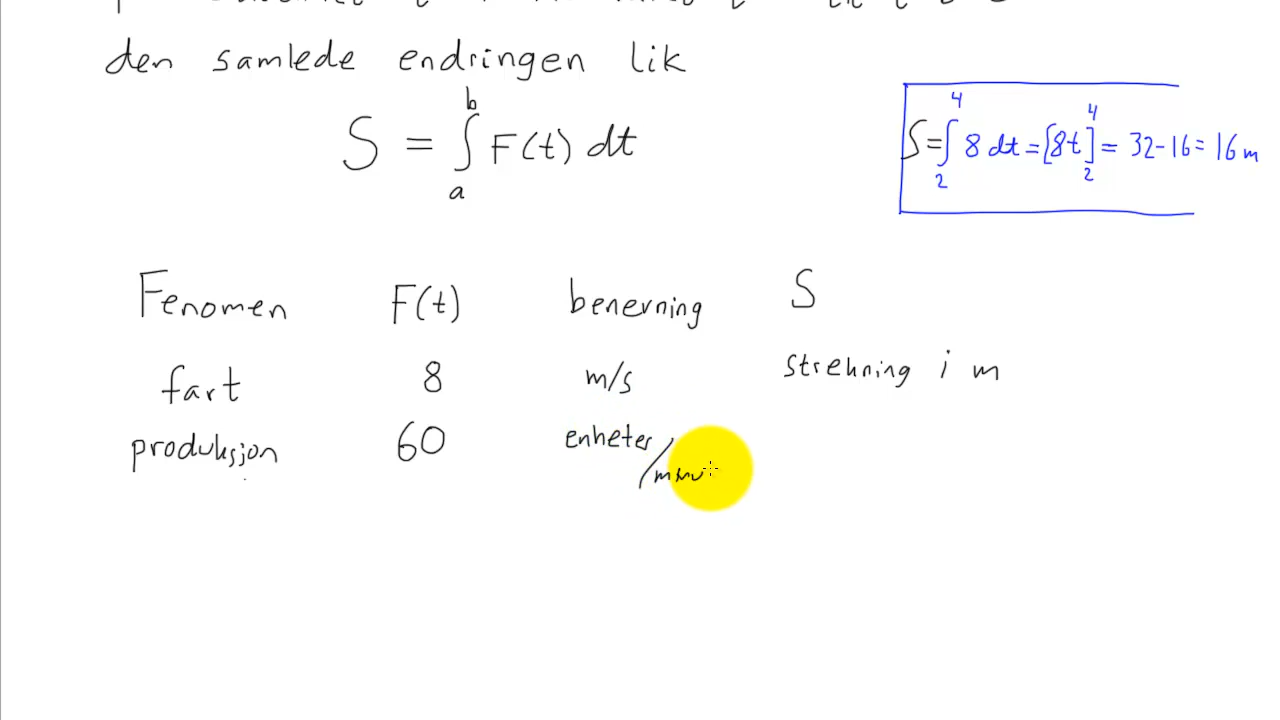 den samlede endringen lik
S = ∫ₐᵇ F(t) dt
S = ∫₂⁴ 8 dt = [8t]₂⁴ = 32 - 16 = 16 m
Fenomen F(t) benevning S
fart 8 m/s strekning i m
produksjon 60 enheter/